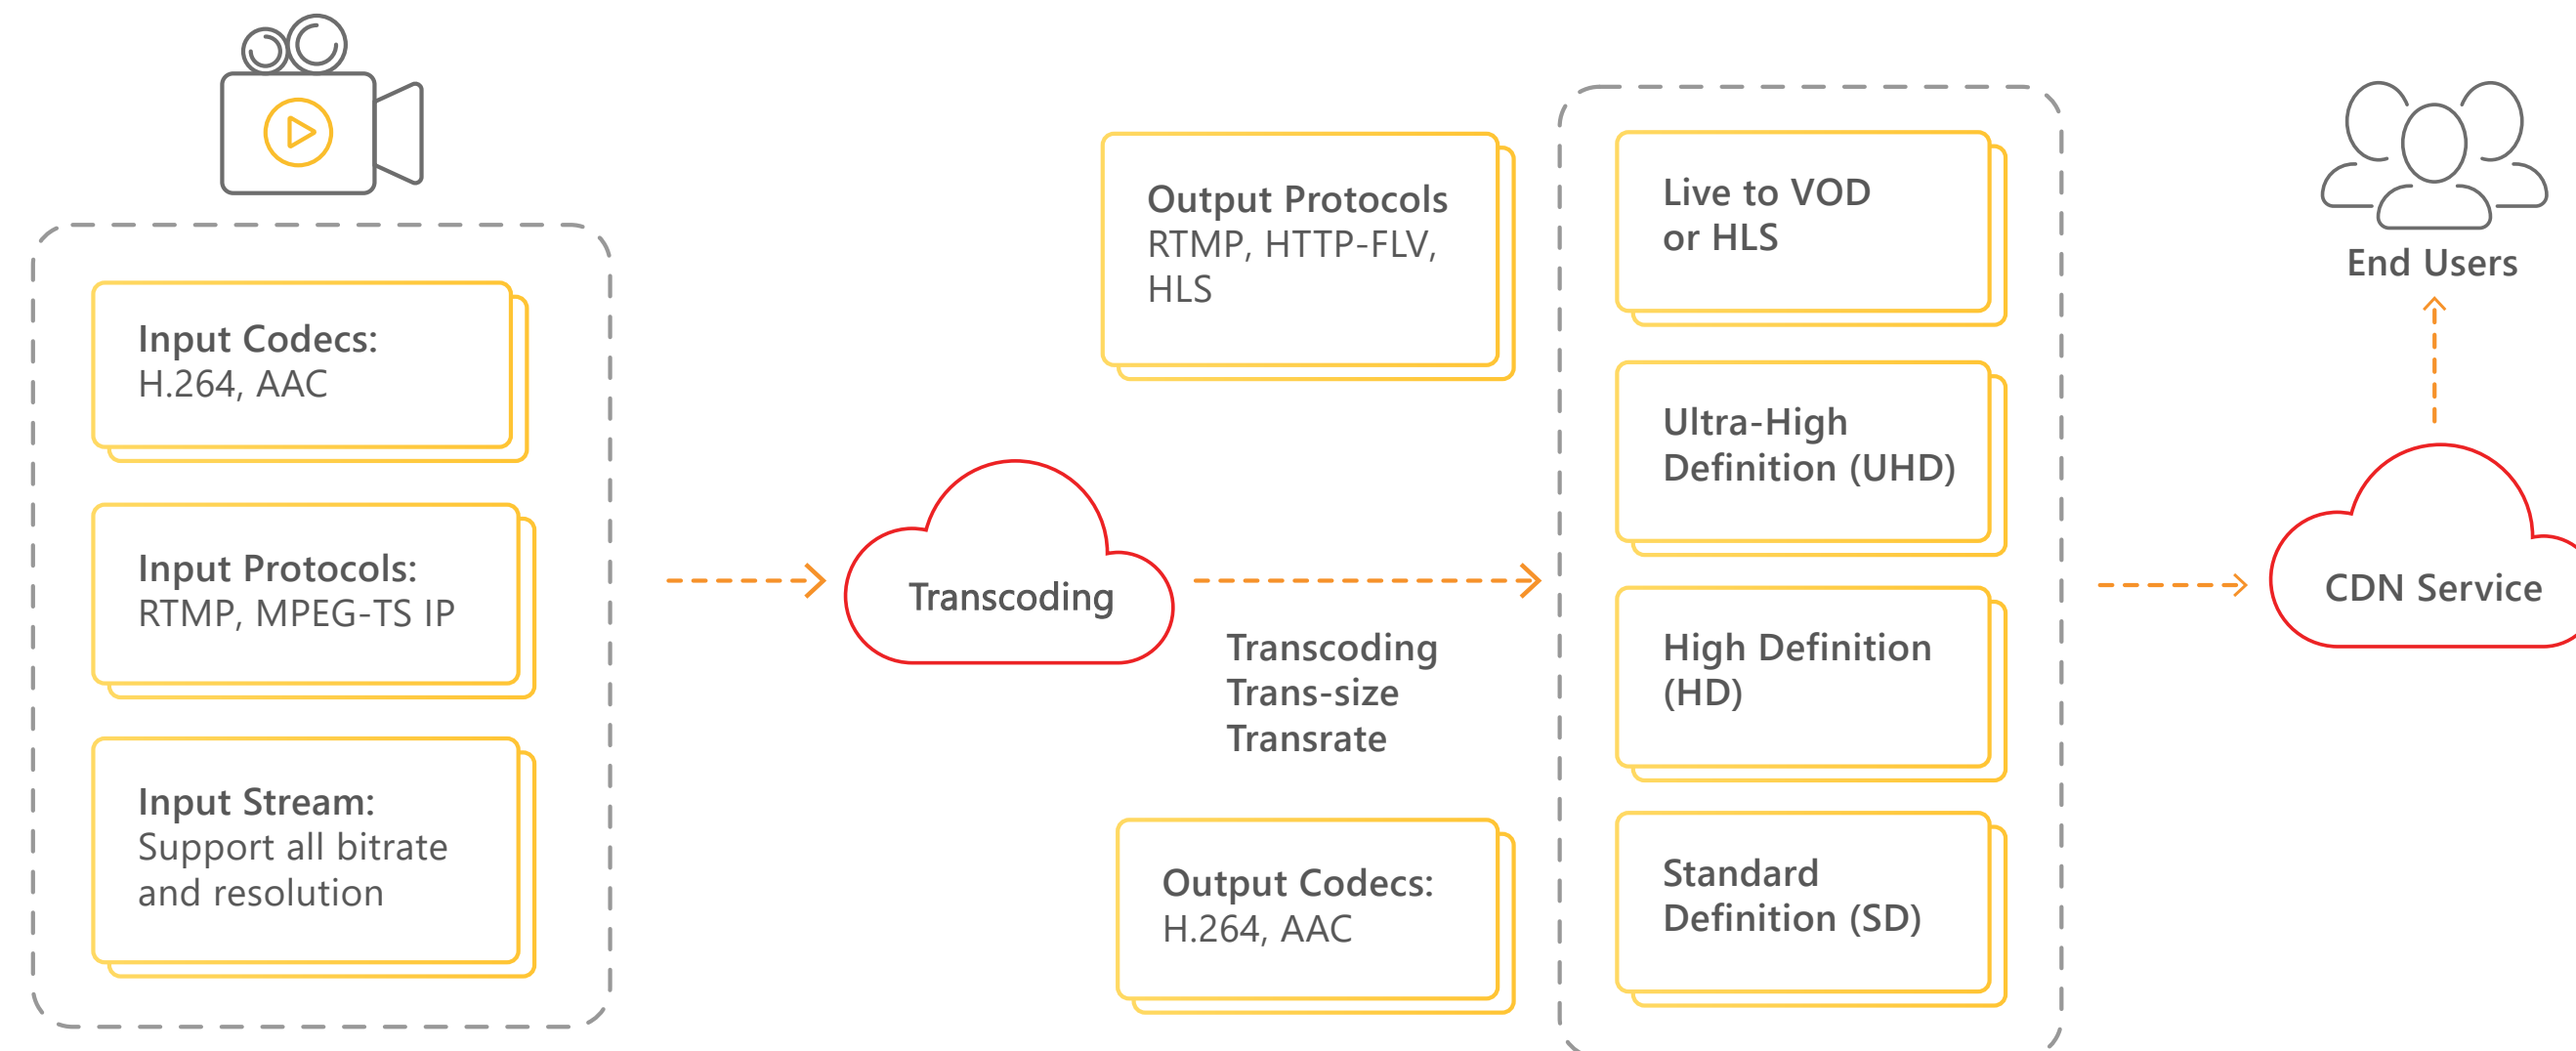 Input Codecs:
H.264, AAC
Input Protocols:
RTMP, MPEG-TS IP
Input Stream:
Support all bitrate
and resolution
Transcoding
Output Protocols
RTMP, HTTP-FLV,
HLS
Transcoding
Trans-size
Transrate
Output Codecs:
H.264, AAC
Live to VOD
or HLS
Ultra-High
Definition (UHD)
High Definition
(HD)
Standard
Definition (SD)
End Users
CDN Service